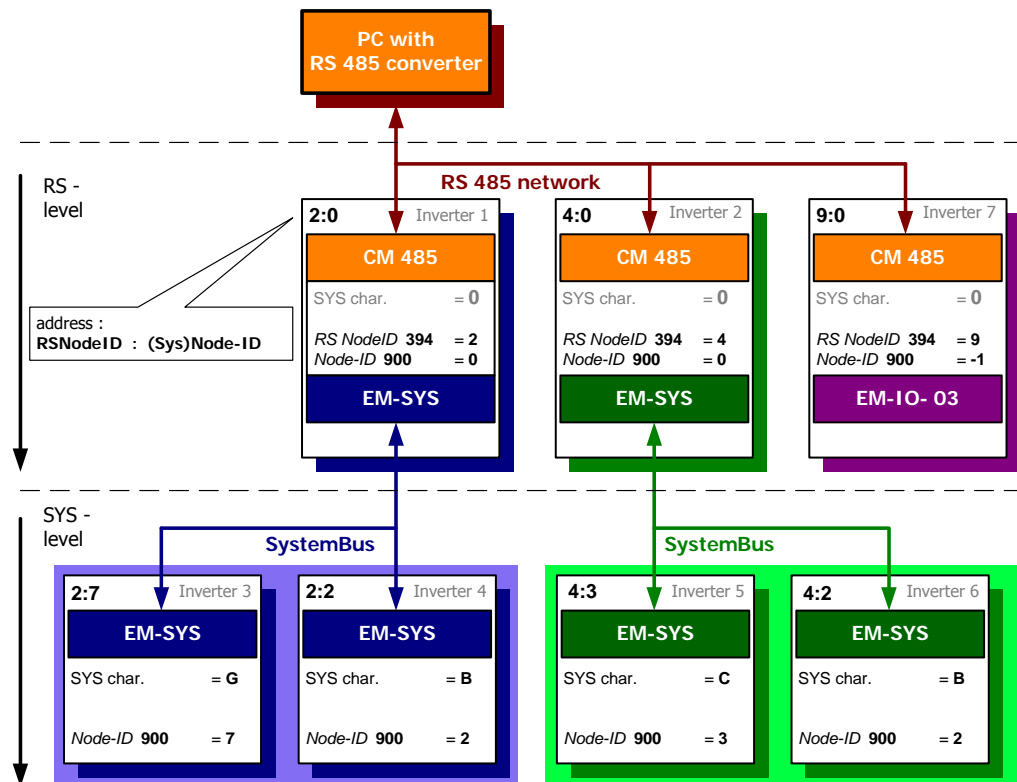 PC with
RS 485 converter
RS -
level
RS 485 network
2:0 Inverter 1
CM 485
SYS char. = 0
RS NodeID 394 = 2
Node-ID 900 = 0
EM-SYS
4:0 Inverter 2
CM 485
SYS char. = 0
RS NodeID 394 = 4
Node-ID 900 = 0
EM-SYS
9:0 Inverter 7
CM 485
SYS char. = 0
RS NodeID 394 = 9
Node-ID 900 = -1
EM-IO- 03
address :
RSNodeID : (Sys)Node-ID
SYS -
level
SystemBus
SystemBus
2:7 Inverter 3
EM-SYS
SYS char. = G
Node-ID 900 = 7
2:2 Inverter 4
EM-SYS
SYS char. = B
Node-ID 900 = 2
4:3 Inverter 5
EM-SYS
SYS char. = C
Node-ID 900 = 3
4:2 Inverter 6
EM-SYS
SYS char. = B
Node-ID 900 = 2